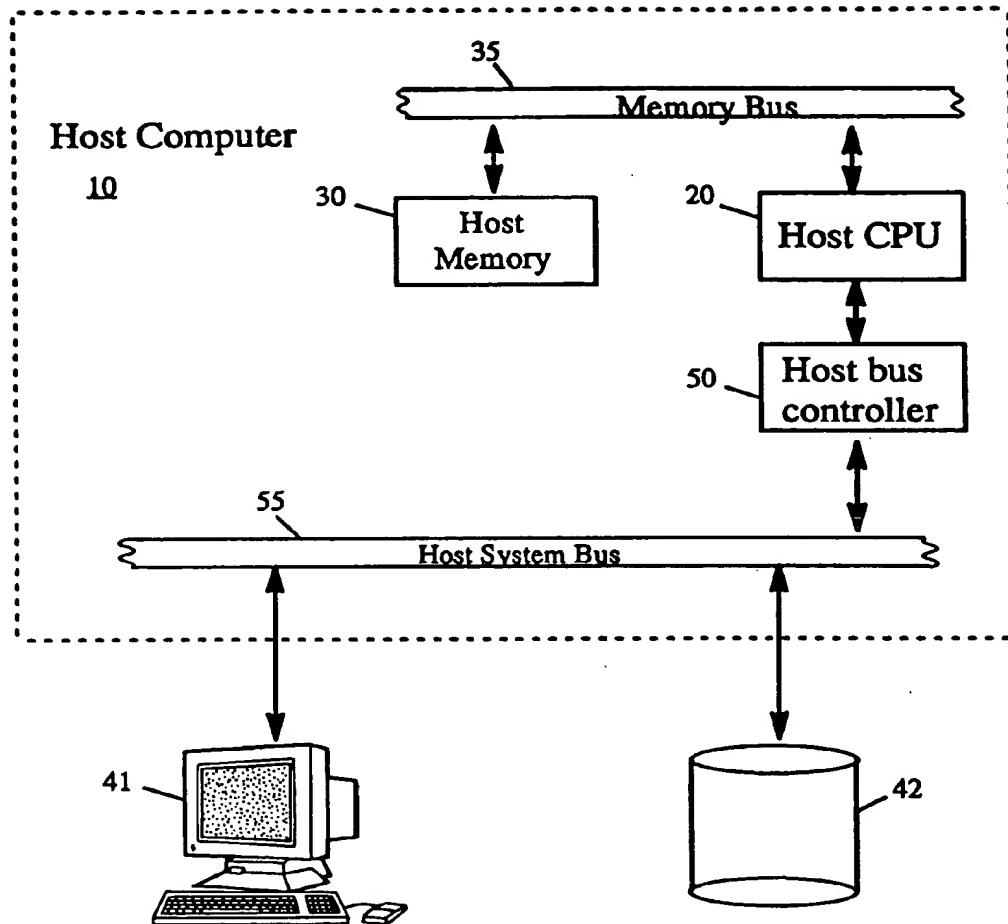 35
Memory Bus
Host Computer
10
30
Host
Memory
20
Host CPU
50
Host bus
controller
55
Host System Bus
41
42